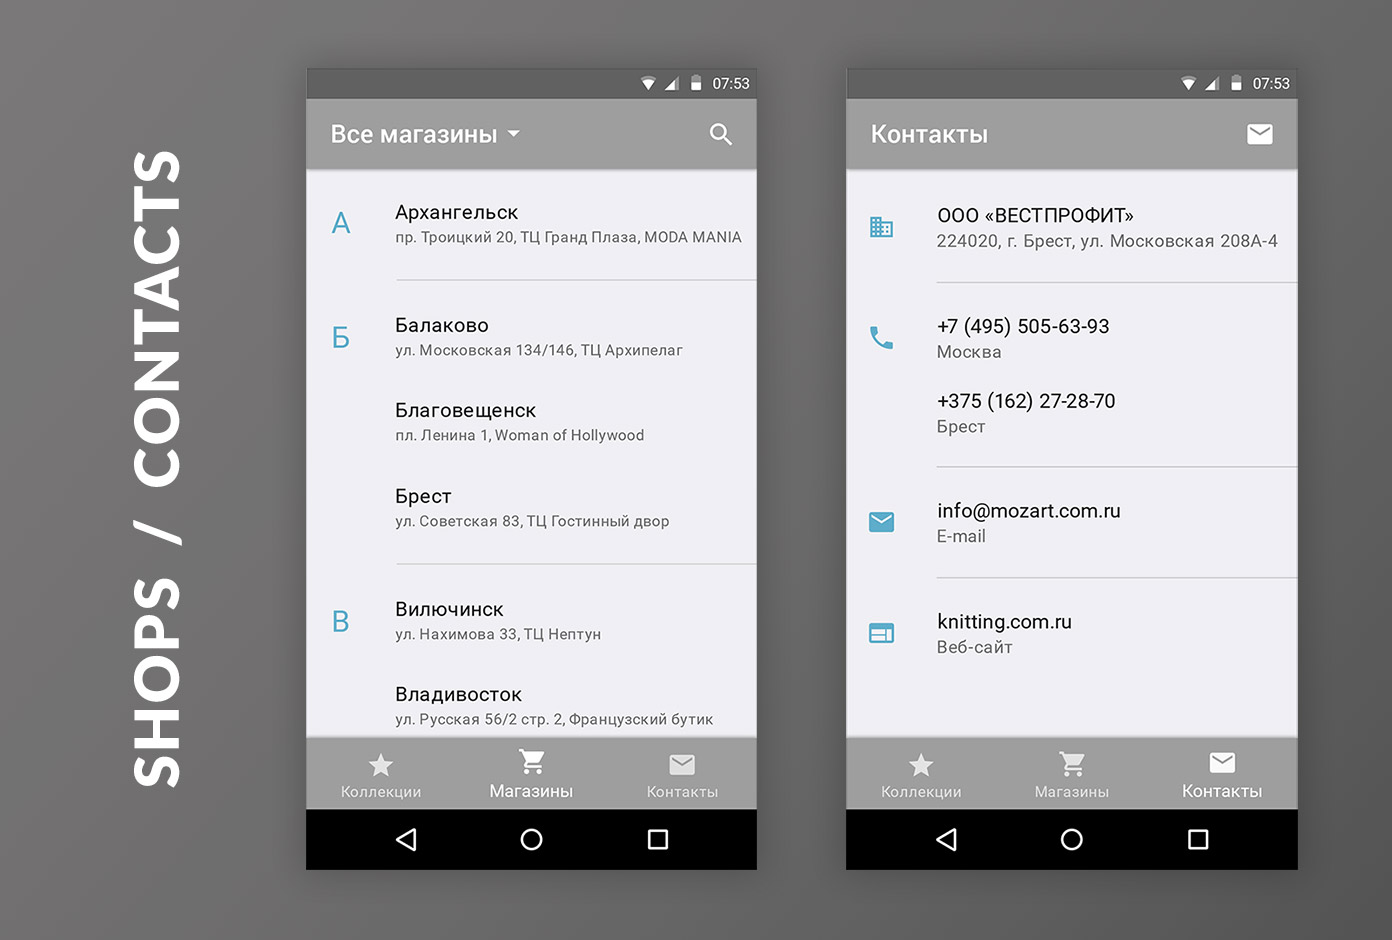 SHOPS / CONTACTS
07:53
Все магазины
А
Архангельск
пр. Троицкий 20, ТЦ Гранд Плаза, MODA MANIA
Б
Балаково
ул. Московская 134/146, ТЦ Архипелаг
Благовещенск
пл. Ленина 1, Woman of Hollywood
Брест
ул. Советская 83, ТЦ Гостинный двор
В
Вилючинск
ул. Нахимова 33, ТЦ Нептун
Владивосток
ул. Русская 56/2 стр. 2, Французский бутик
Коллекции
Магазины
Контакты
07:53
Контакты
ООО «ВЕСТПРОФИТ»
224020, г. Брест, ул. Московская 208А-4
+7 (495) 505-63-93
Москва
+375 (162) 27-28-70
Брест
info@mozart.com.ru
E-mail
knitting.com.ru
Веб-сайт
Коллекции
Магазины
Контакты